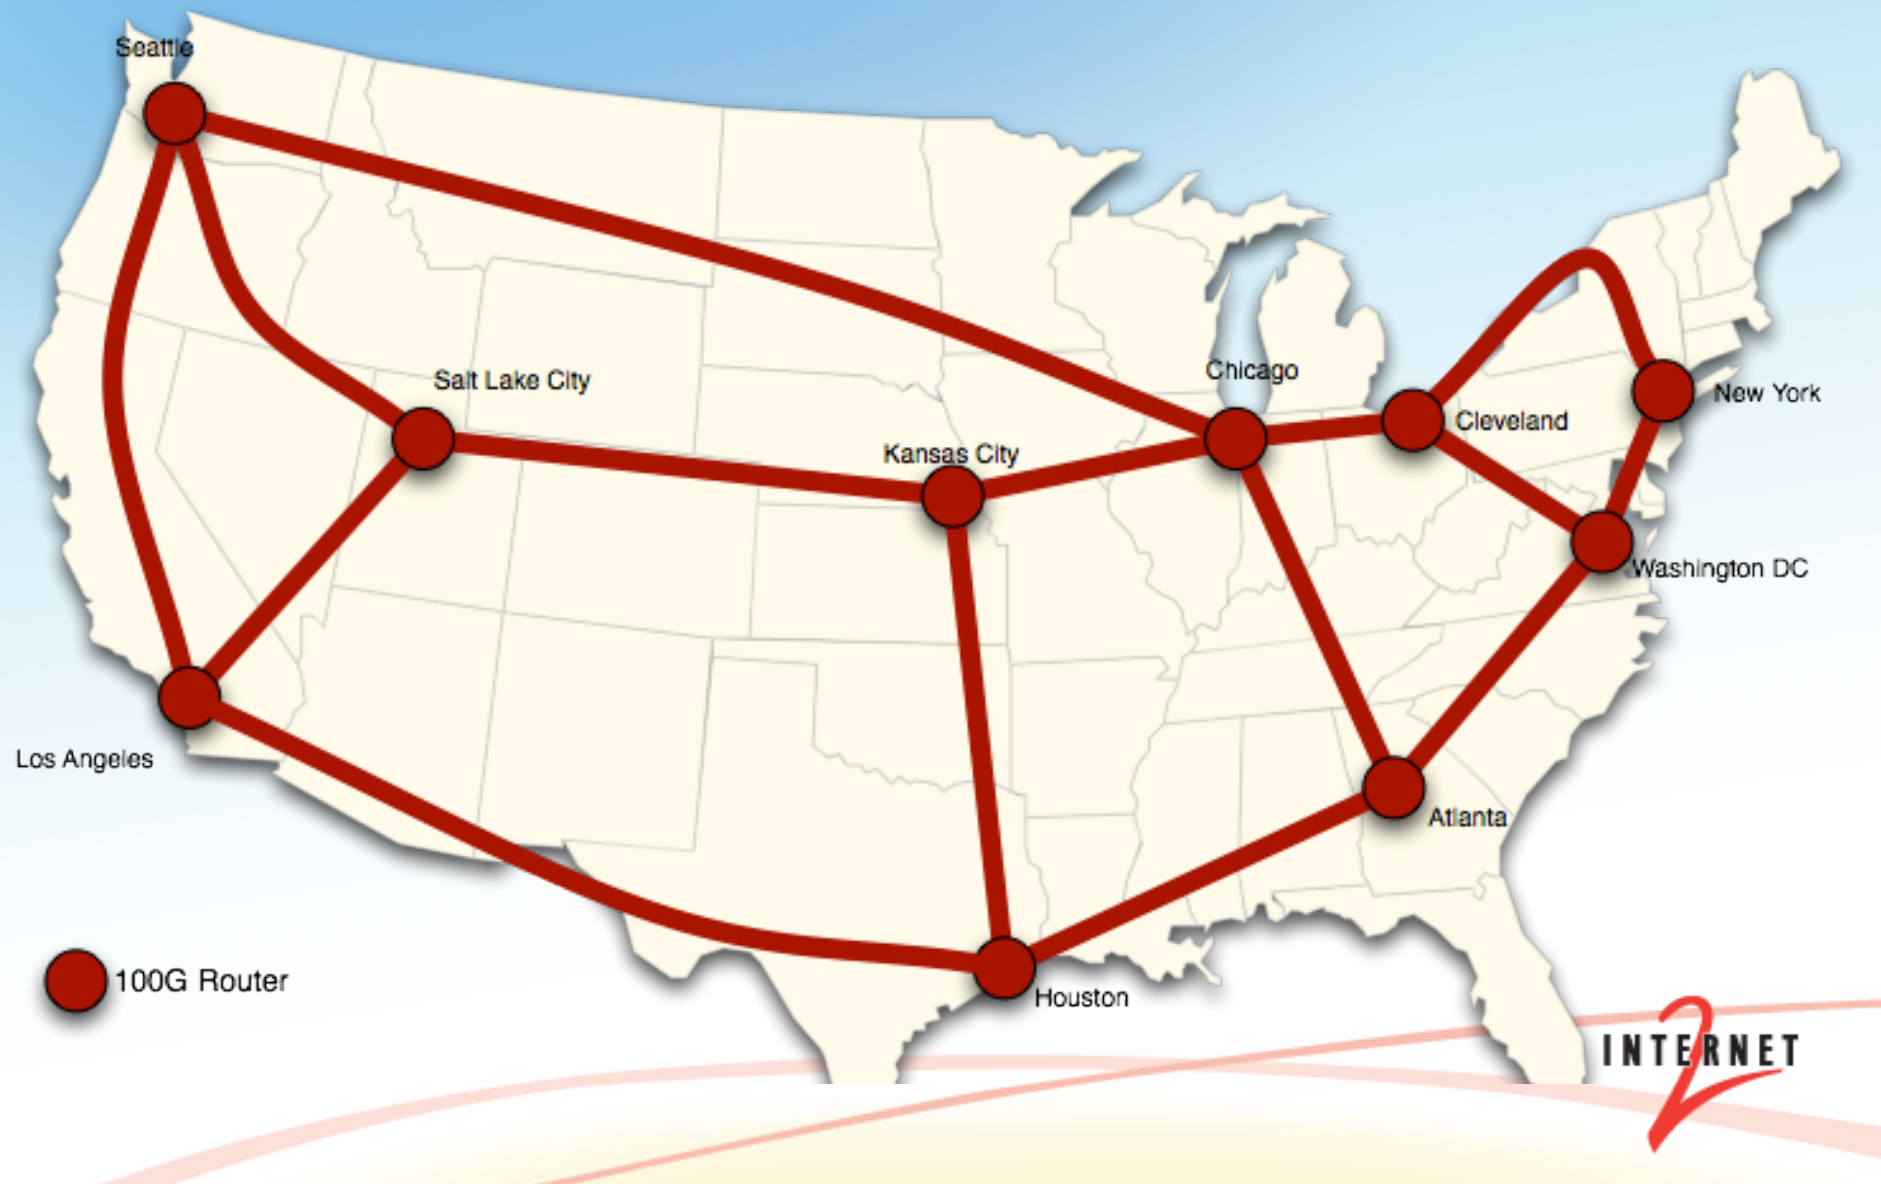 Seattle
Salt Lake City
Chicago
New York
Cleveland
Kansas City
Washington DC
Los Angeles
Atlanta
100G Router
Houston
INTERNET
2